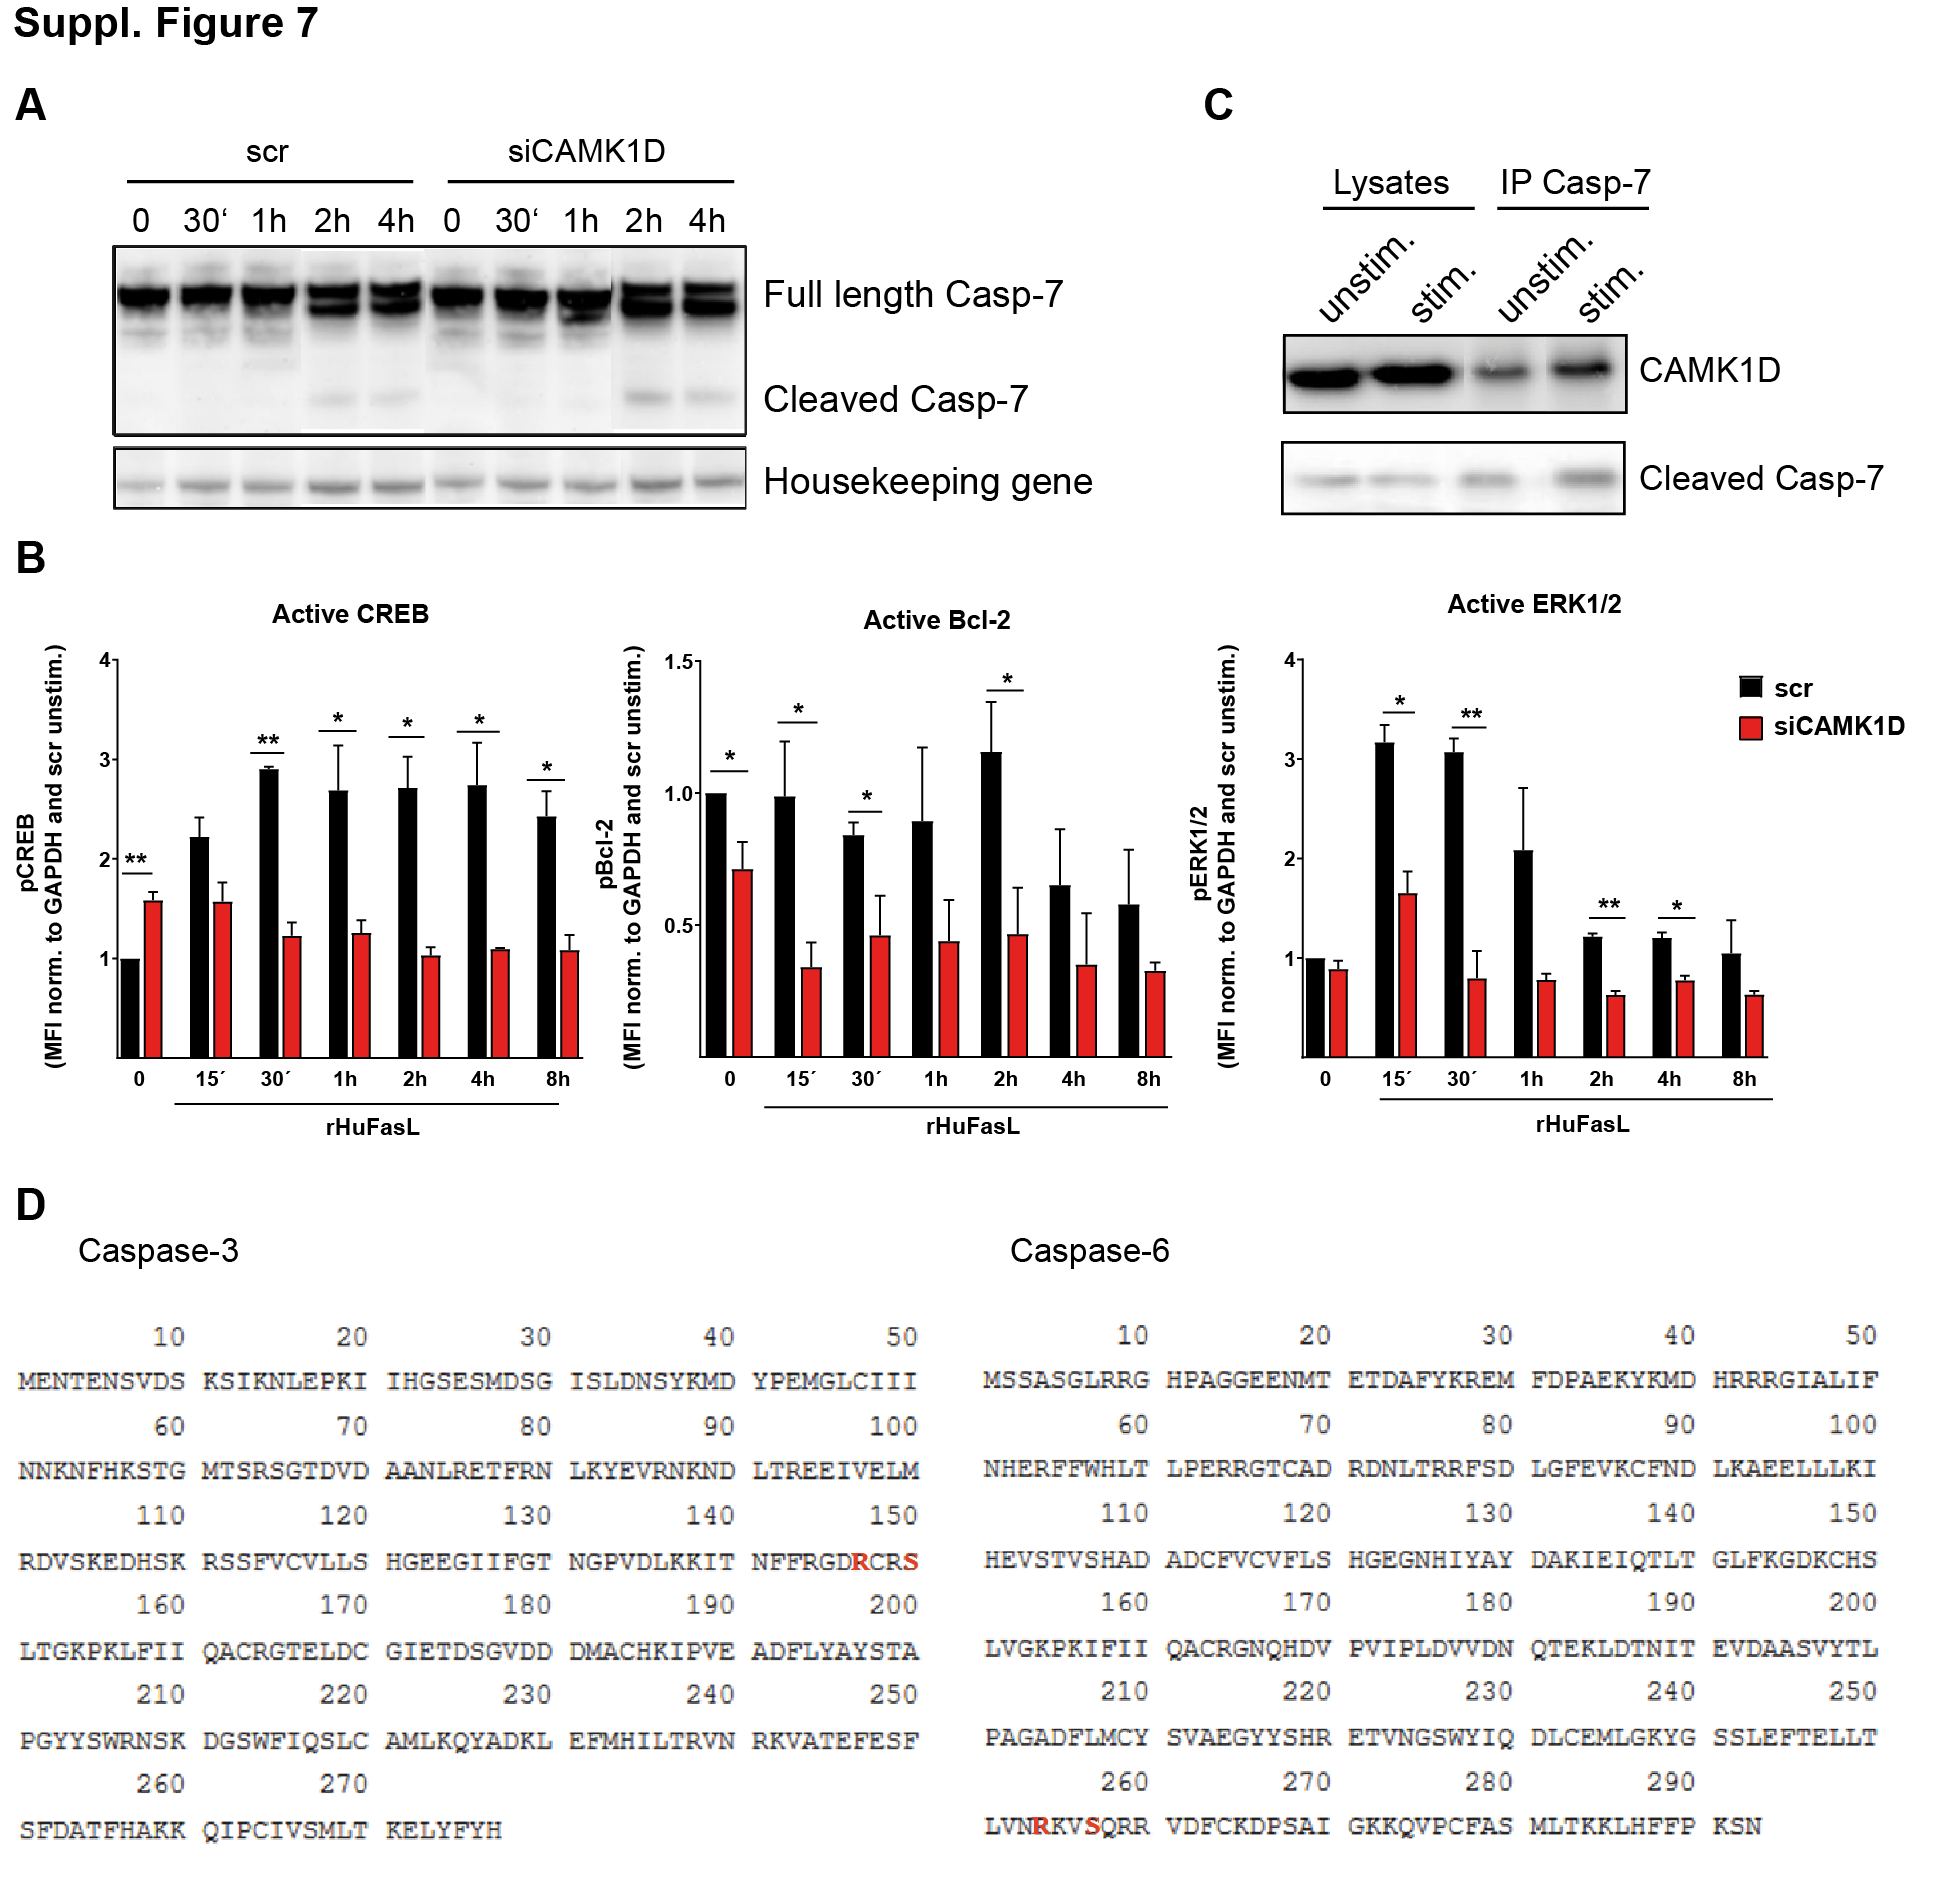 Suppl. Figure 7
A
scr siCAMK1D
0 30‘ 1h 2h 4h 0 30‘ 1h 2h 4h
Full length Casp-7
Cleaved Casp-7
Housekeeping gene
C
Lysates IP Casp-7
unstim. stim. unstim. stim.
CAMK1D
Cleaved Casp-7
B
Active CREB
pCREB
(MFI norm. to GAPDH and scr unstim.)
4
3
2
1
** ** * * * *
0 15´ 30´ 1h 2h 4h 8h
rHuFasL
Active Bcl-2
pBcl-2
(MFI norm. to GAPDH and scr unstim.)
1.5
1.0
0.5
* * * *
0 15´ 30´ 1h 2h 4h 8h
rHuFasL
Active ERK1/2
pERK1/2
(MFI norm. to GAPDH and scr unstim.)
4
3
2
1
* ** ** *
0 15´ 30´ 1h 2h 4h 8h
rHuFasL
scr
siCAMK1D
D
Caspase-3
10 20 30 40 50
MENTENSVDS KSIKNLEPKI IHGSESMDSG ISLDNSYKMD YPEMGLCIII
60 70 80 90 100
NNKNFHKSTG MTSRSGTDVD AANLRETFRN LKYEVRNKND LTREEIVELM
110 120 130 140 150
RDVSKEDHSK RSSFVCVLLS HGEEGIIFGT NGPVDLKKIT NFFRGDRCRS
160 170 180 190 200
LTGKPKLFII QACRGTELDC GIETDSGVDD DMACHKIPVE ADFLYAYSTA
210 220 230 240 250
PGYYSWRNSK DGSWFIQSLC AMLKQYADKL EFMHILTRVN RKVATEFESF
260 270
SFDATFHAKK QIPCIVSMLT KELYFYH
Caspase-6
10 20 30 40 50
MSSASGLRRG HPAGGEENMT ETDAFYKREM FDPAEKYKMD HRRRGIALIF
60 70 80 90 100
NHERFFWHLT LPERRGTCAD RDNLTRRFSD LGFEVKCFND LKAEELLLKI
110 120 130 140 150
HEVSTVSHAD ADCFVCVFLS HGEGNHIYAY DAKIEIQTLT GLFKGDKCHS
160 170 180 190 200
LVGKPKIFII QACRGNQHDV PVIPLDVVDN QTEKLDTNIT EVDAASVYTL
210 220 230 240 250
PAGADFLMCY SVAEGYYSHR ETVNGSWYIQ DLCEMLGKYG SSLEFTELLT
260 270 280 290
LVNRKVSQRR VDFCKDPSAI GKKQVPCFAS MLTKKLHFFP KSN